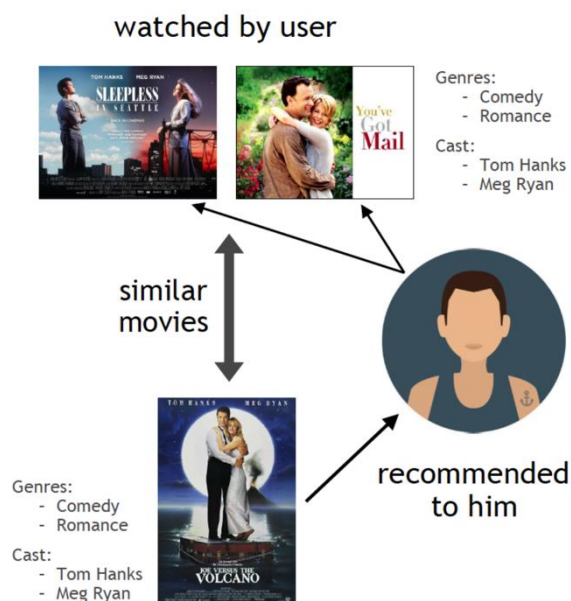 watched by user
TOM HANKS MEG RYAN
SLEEPLESS
IN SEATTLE
You've
Got
Mail
Genres:
- Comedy
- Romance
Cast:
- Tom Hanks
- Meg Ryan
similar
movies
TOM HANKS MEG RYAN
JOE VERSUS THE
VOLCANO
recommended
to him
Genres:
- Comedy
- Romance
Cast:
- Tom Hanks
- Meg Ryan